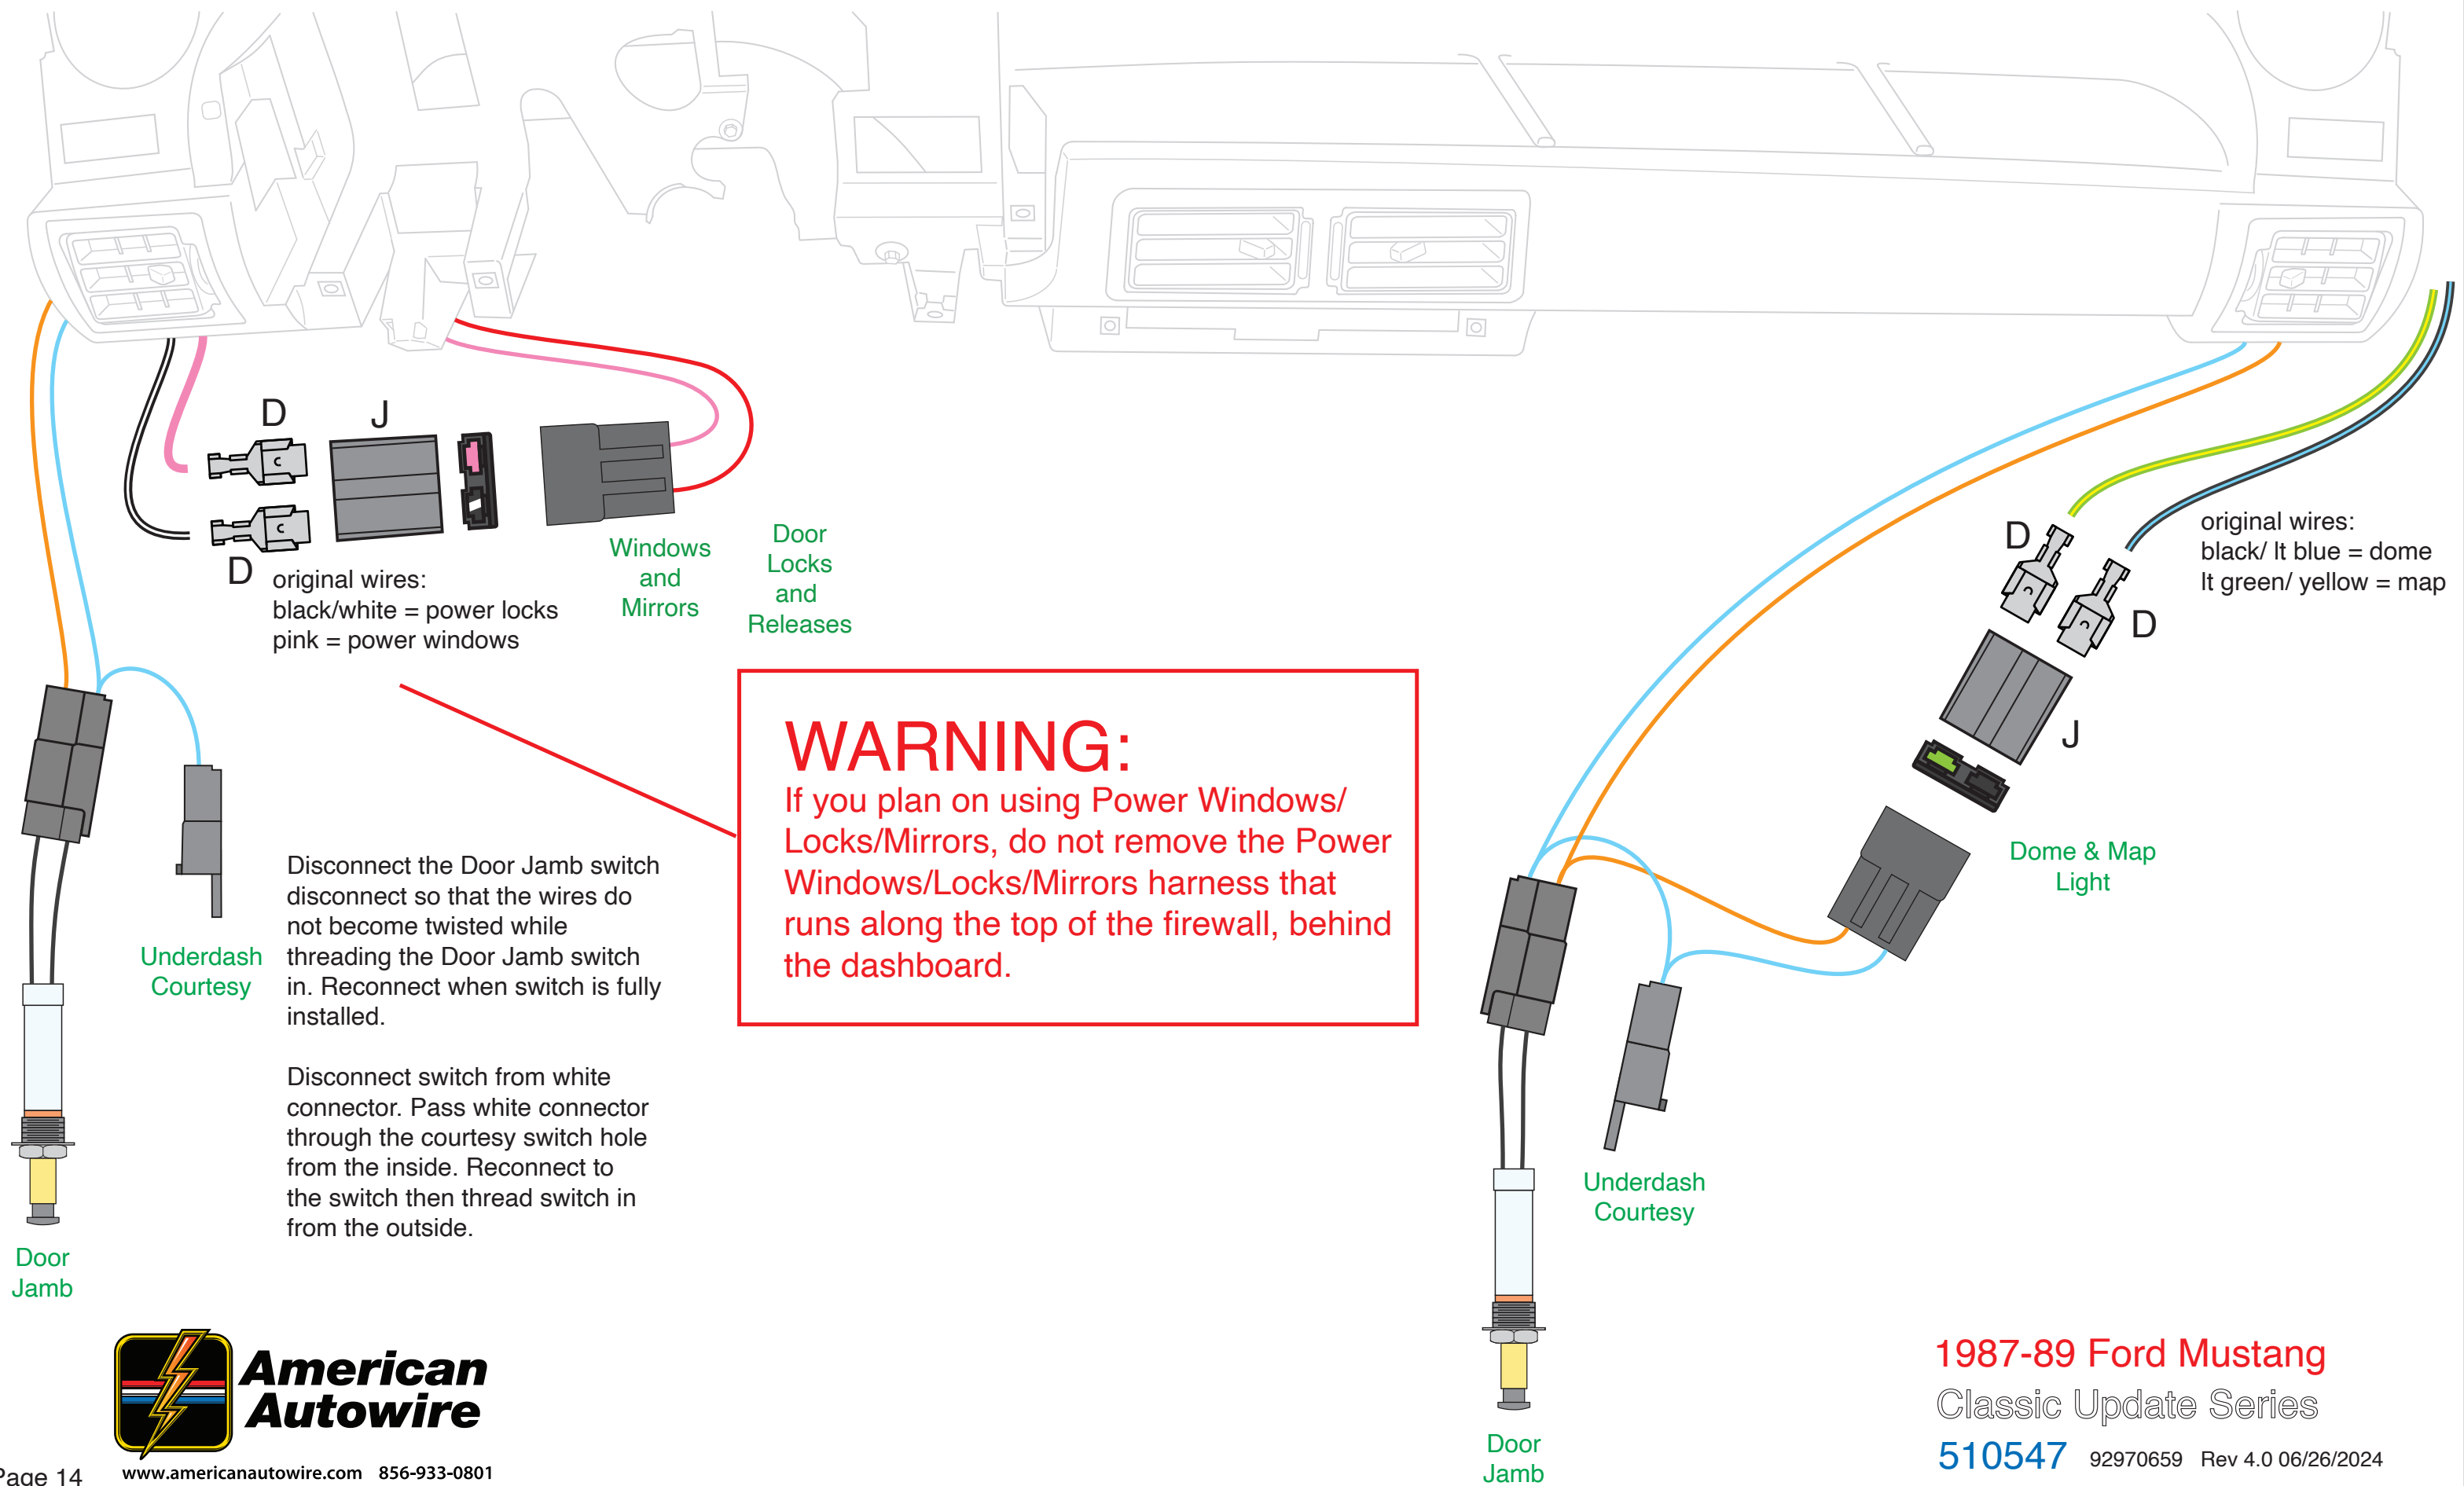 D
J
D
original wires:
black/white = power locks
pink = power windows
Windows
and
Mirrors
Door
Locks
and
Releases
D
D
J
original wires:
black/ lt blue = dome
lt green/ yellow = map
Dome & Map
Light
WARNING:
If you plan on using Power Windows/
Locks/Mirrors, do not remove the Power
Windows/Locks/Mirrors harness that
runs along the top of the firewall, behind
the dashboard.
Underdash
Courtesy
Disconnect the Door Jamb switch
disconnect so that the wires do
not become twisted while
threading the Door Jamb switch
in. Reconnect when switch is fully
installed.
Disconnect switch from white
connector. Pass white connector
through the courtesy switch hole
from the inside. Reconnect to
the switch then thread switch in
from the outside.
Door
Jamb
Underdash
Courtesy
Door
Jamb
American
Autowire
www.americanautowire.com 856-933-0801
Page 14
1987-89 Ford Mustang
Classic Update Series
510547 92970659 Rev 4.0 06/26/2024